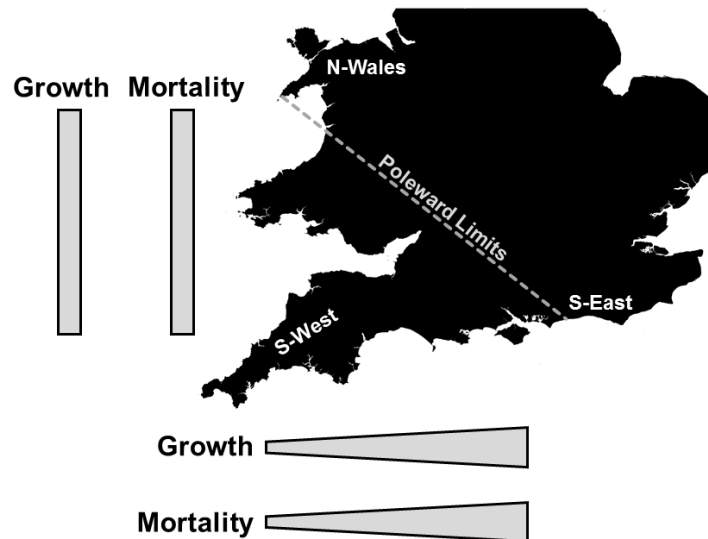 N-Wales
Growth Mortality
Poleward Limits
S-East
S-West
Growth
Mortality